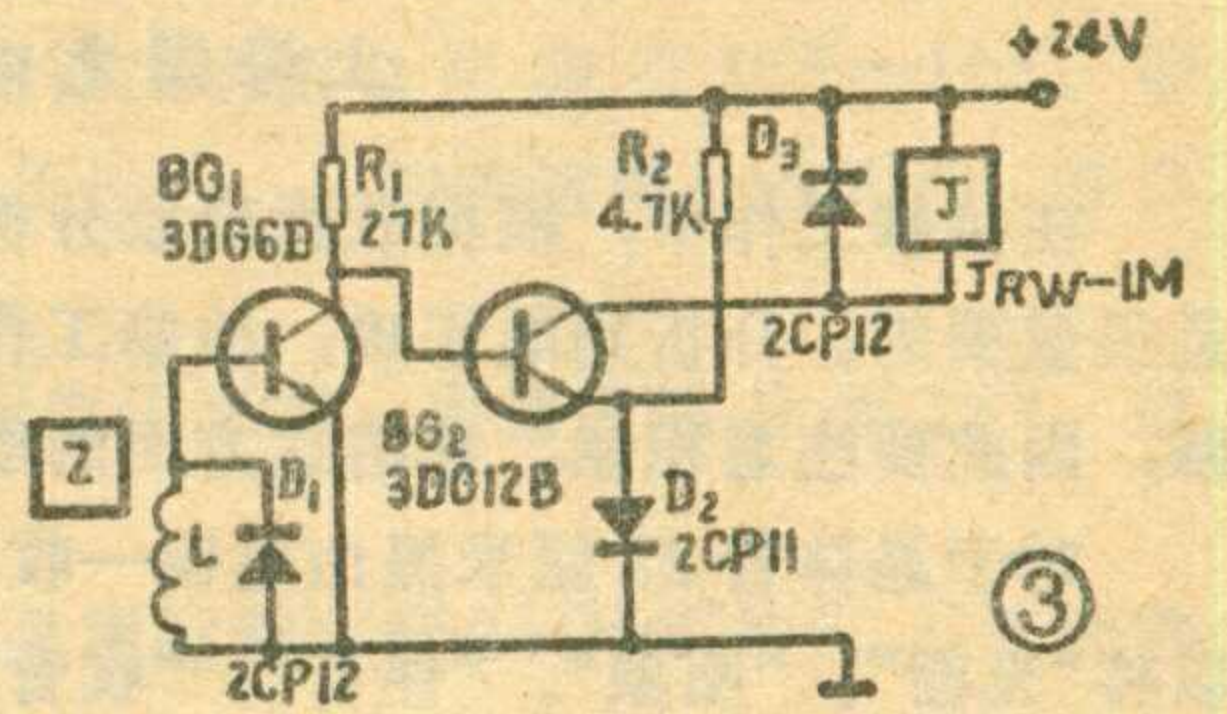 +24V
BG1
3DG6D
R1
27K
R2
4.7K
D3
J
JRW-1M
2CP12
Z
L
D1
2CP12
BG2
3DG12B
D2
2CP11
③